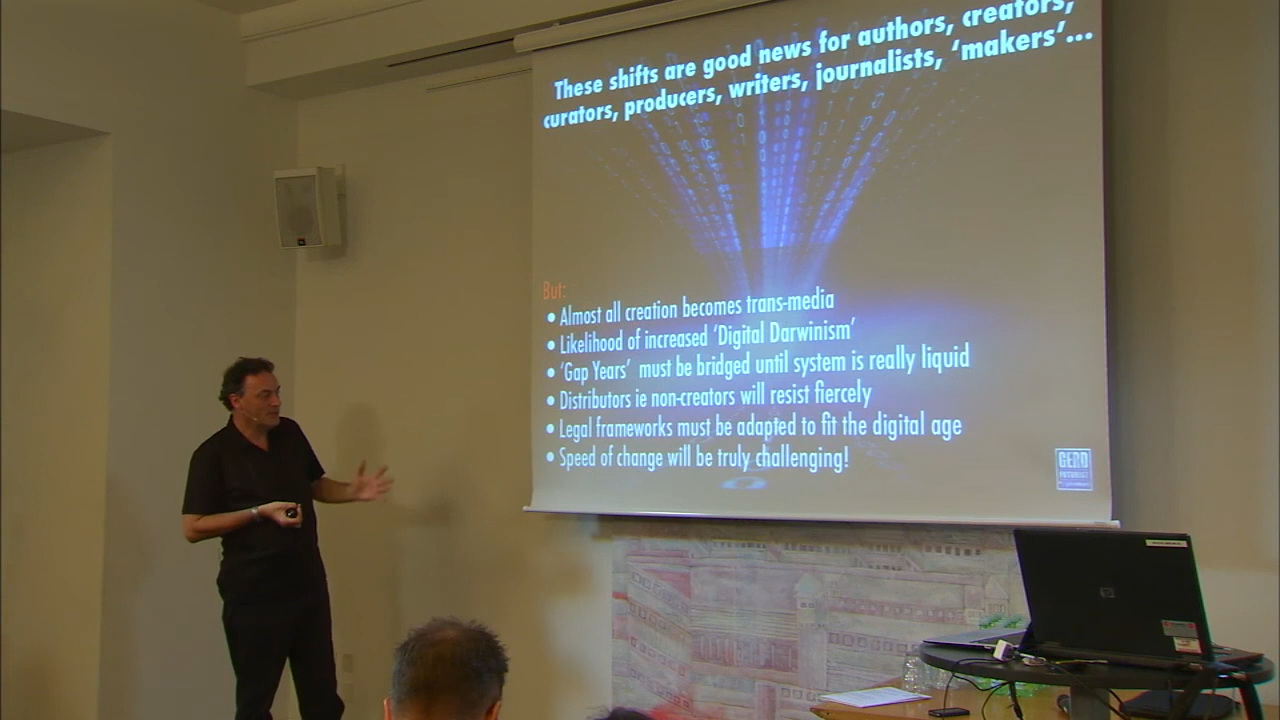 These shifts are good news for authors, creators,
curators, producers, writers, journalists, ‘makers’...
But:
• Almost all creation becomes trans-media
• Likelihood of increased ‘Digital Darwinism’
• ‘Gap Years’ must be bridged until system is really liquid
• Distributors ie non-creators will resist fiercely
• Legal frameworks must be adapted to fit the digital age
• Speed of change will be truly challenging!
GERD
FUTURIST
hp